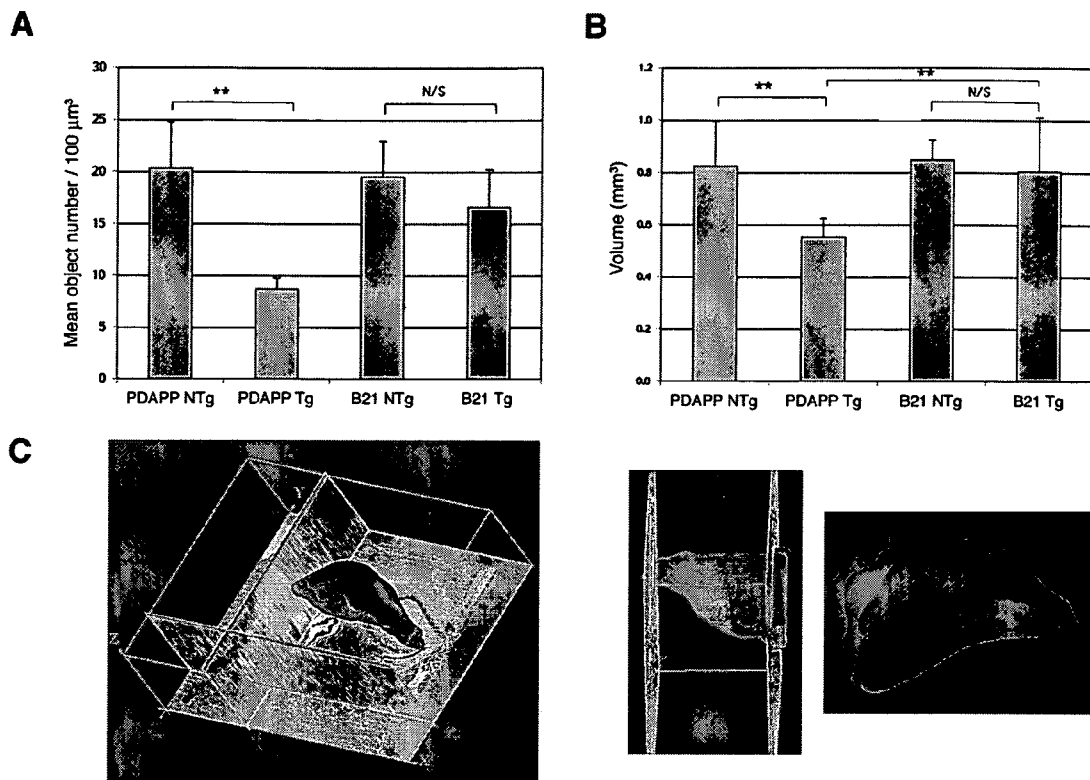 A
Mean object number / 100 µm³
30
25
20
15
10
5
0
**
N/S
PDAPP NTg
PDAPP Tg
B21 NTg
B21 Tg
B
Volume (mm³)
1.2
1.0
0.8
0.6
0.4
0.2
0.0
**
**
N/S
PDAPP NTg
PDAPP Tg
B21 NTg
B21 Tg
C
Y
Z